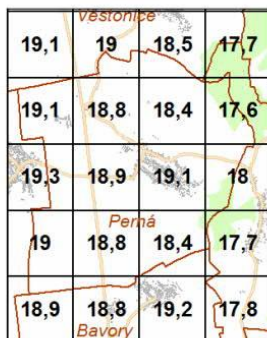 Věstonice
19,1 19 18,5 17,7
19,1 18,8 18,4 17,6
19,3 18,9 19,1 18
Perná
19 18,8 18,4 17,7
18,9 18,8 19,2 17,8
Bavory